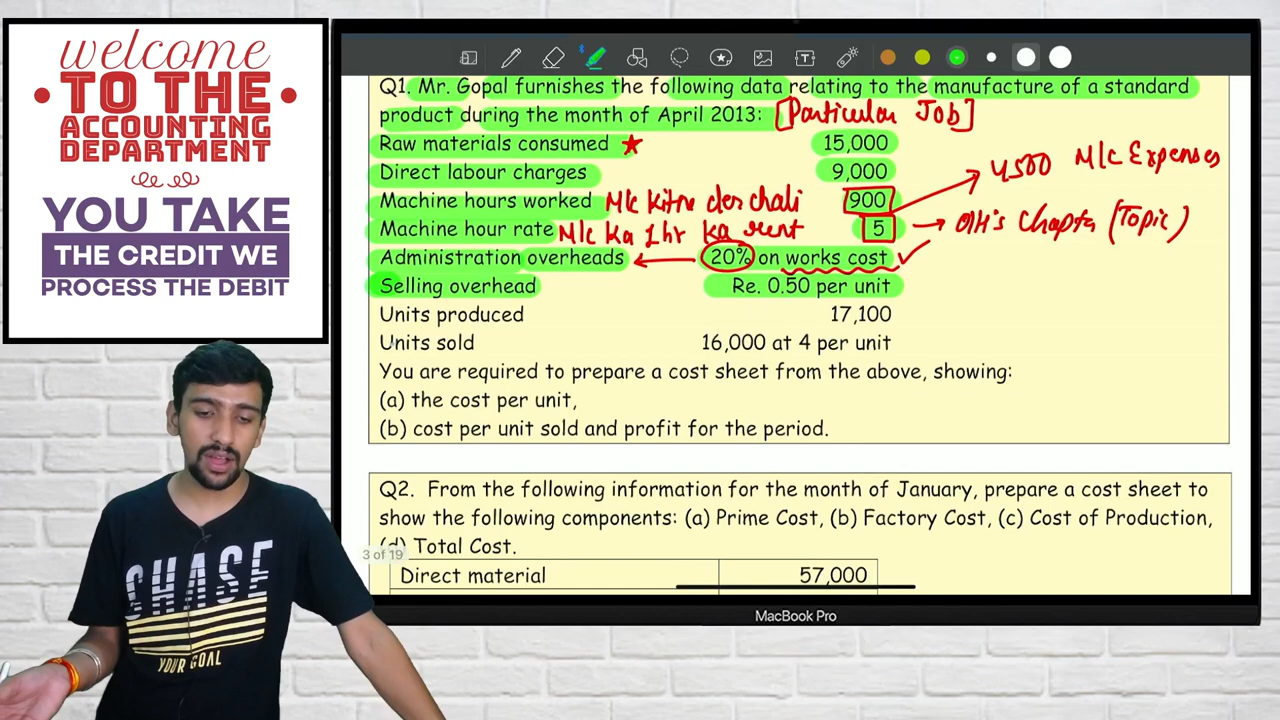 welcome
TO THE
ACCOUNTING
DEPARTMENT
YOU TAKE
THE CREDIT WE
PROCESS THE DEBIT
Q1. Mr. Gopal furnishes the following data relating to the manufacture of a standard
product during the month of April 2013: [Particular Job]
Raw materials consumed ★ 15,000
Direct labour charges 9,000
Machine hours worked M/c kitne der chali 900 → 4500 M/c Expenses
Machine hour rate M/c Ka 1 hr ka rent 5 → OH's Chapter (Topic)
Administration overheads ← 20% on works cost ✓
Selling overhead Re. 0.50 per unit
Units produced 17,100
Units sold 16,000 at 4 per unit
You are required to prepare a cost sheet from the above, showing:
(a) the cost per unit,
(b) cost per unit sold and profit for the period.
Q2. From the following information for the month of January, prepare a cost sheet to
show the following components: (a) Prime Cost, (b) Factory Cost, (c) Cost of Production,
(d) Total Cost.
3 of 19
Direct material 57,000
MacBook Pro
CHASE
YOUR GOAL